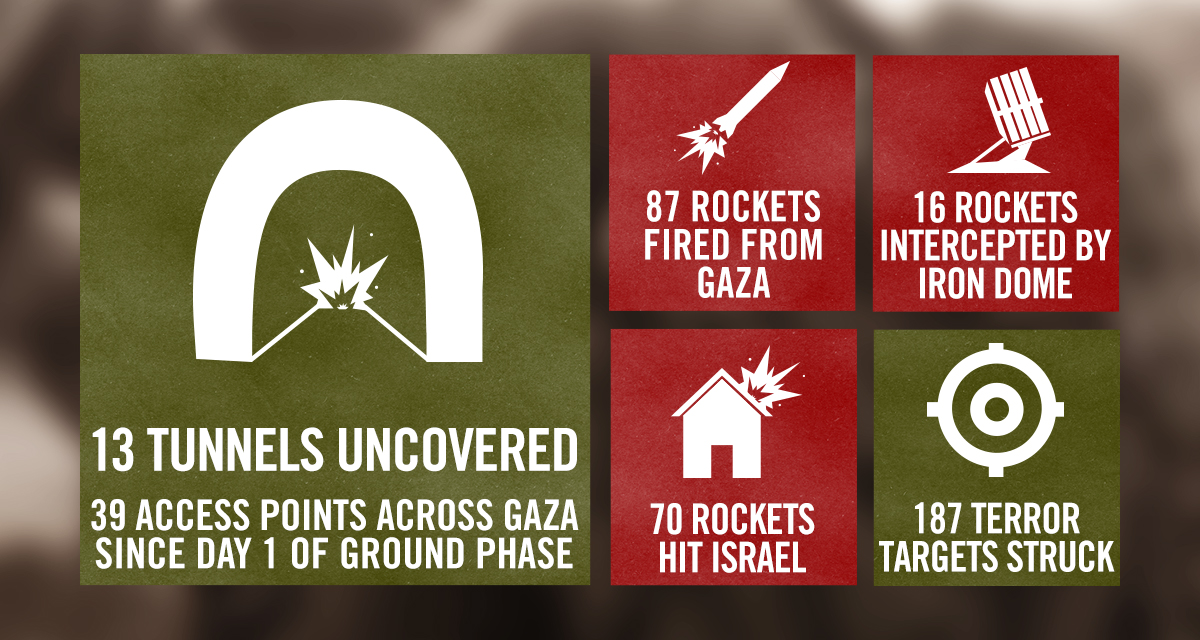 13 TUNNELS UNCOVERED
39 ACCESS POINTS ACROSS GAZA
SINCE DAY 1 OF GROUND PHASE
87 ROCKETS
FIRED FROM
GAZA
16 ROCKETS
INTERCEPTED BY
IRON DOME
70 ROCKETS
HIT ISRAEL
187 TERROR
TARGETS STRUCK